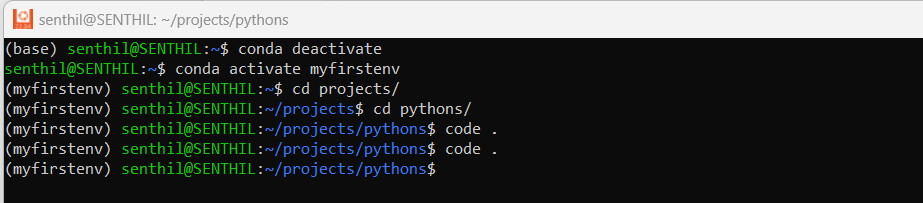 senthil@SENTHIL: ~/projects/pythons
(base) senthil@SENTHIL:~$ conda deactivate
senthil@SENTHIL:~$ conda activate myfirstenv
(myfirstenv) senthil@SENTHIL:~$ cd projects/
(myfirstenv) senthil@SENTHIL:~/projects$ cd pythons/
(myfirstenv) senthil@SENTHIL:~/projects/pythons$ code .
(myfirstenv) senthil@SENTHIL:~/projects/pythons$ code .
(myfirstenv) senthil@SENTHIL:~/projects/pythons$